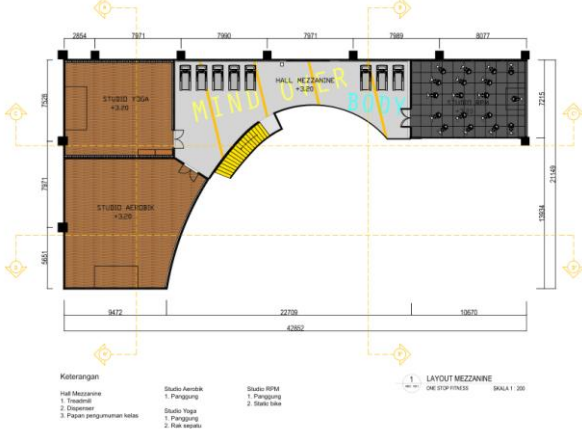 2854 7971 7990 7971 7989 8077
HALL MEZZANINE
+3.20
MIND OVER
BODY
STUDIO YOGA
+3.20
STUDIO RPM
STUDIO AEROBIK
+3.20
7528
7971
5651
7215
13934
21149
9472 22709 10670
42852
Keterangan
Hall Mezzanine
1. Treadmill
2. Dispenser
3. Papan pengumuman kelas
Studio Aerobik
1. Panggung
Studio Yoga
1. Panggung
2. Rak sepatu
Studio RPM
1. Panggung
2. Static bike
1
LAYOUT MEZZANINE
ONE STOP FITNESS SKALA 1 : 200